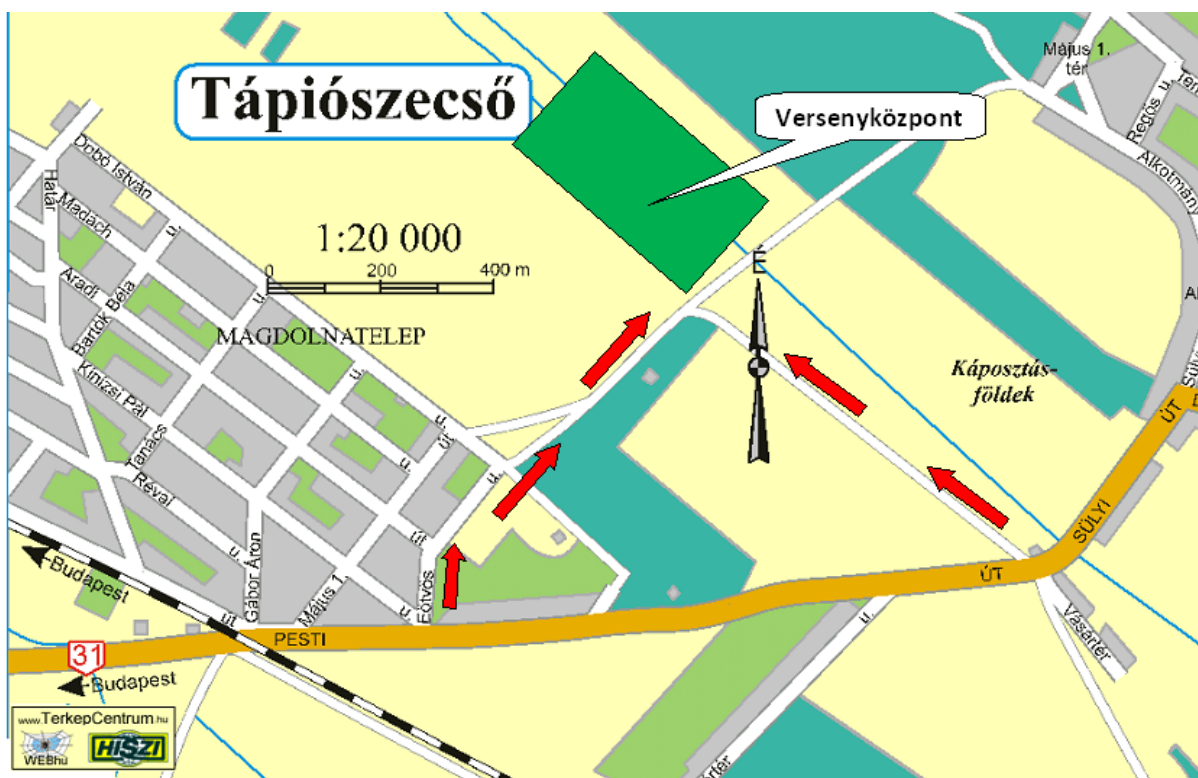 Tápiószecső
Versenyközpont
Május 1.
tér
Regős u.
Alkotmány
Dobó István
u.
Határ
Madách
u.
Aradi
Bartók Béla
u.
Kinizsi Pál
Tanács
Révai
u.
u.
u.
út
u.
u.
út
Gábor Áron
Május 1.
u.
Eötvös
1:20 000
0 200 400 m
MAGDOLNATELEP
É
Káposztás-
földek
ÚT
SÜLYI
ÚT
PESTI
út
u.
Vásártér
Budapest
31
Budapest
www.TerkepCentrum.hu
WEBhu
HISZI